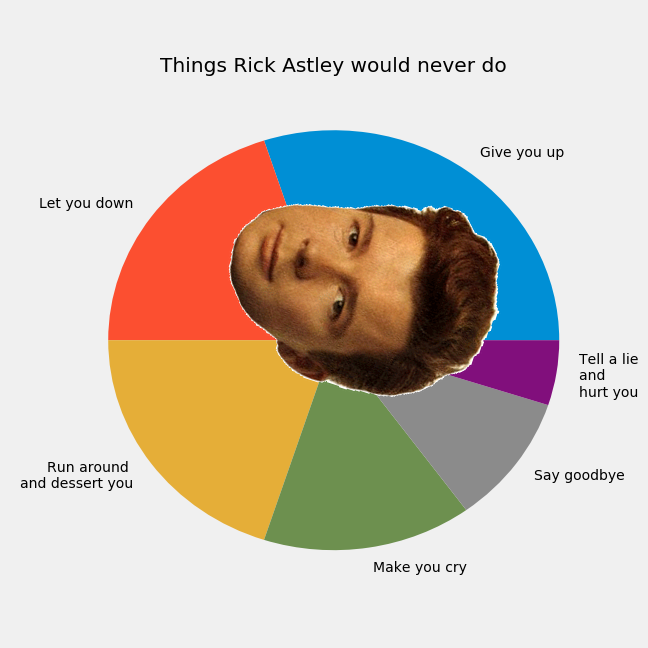 Things Rick Astley would never do
Give you up
Let you down
Tell a lie
and
hurt you
Run around
and dessert you
Say goodbye
Make you cry